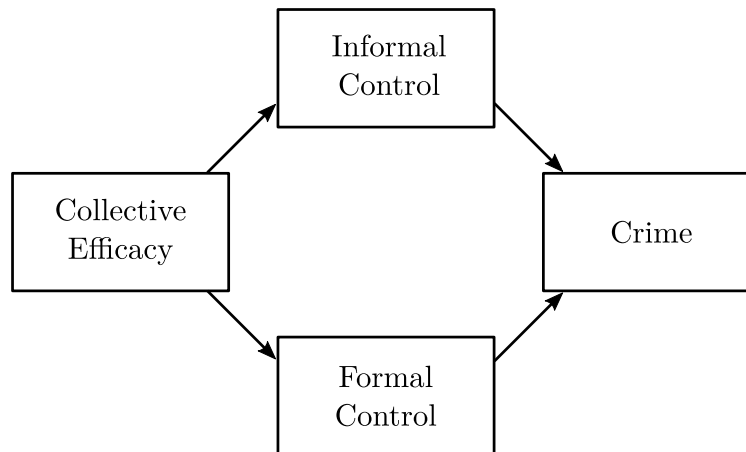 Informal
Control
Collective
Efficacy
Crime
Formal
Control